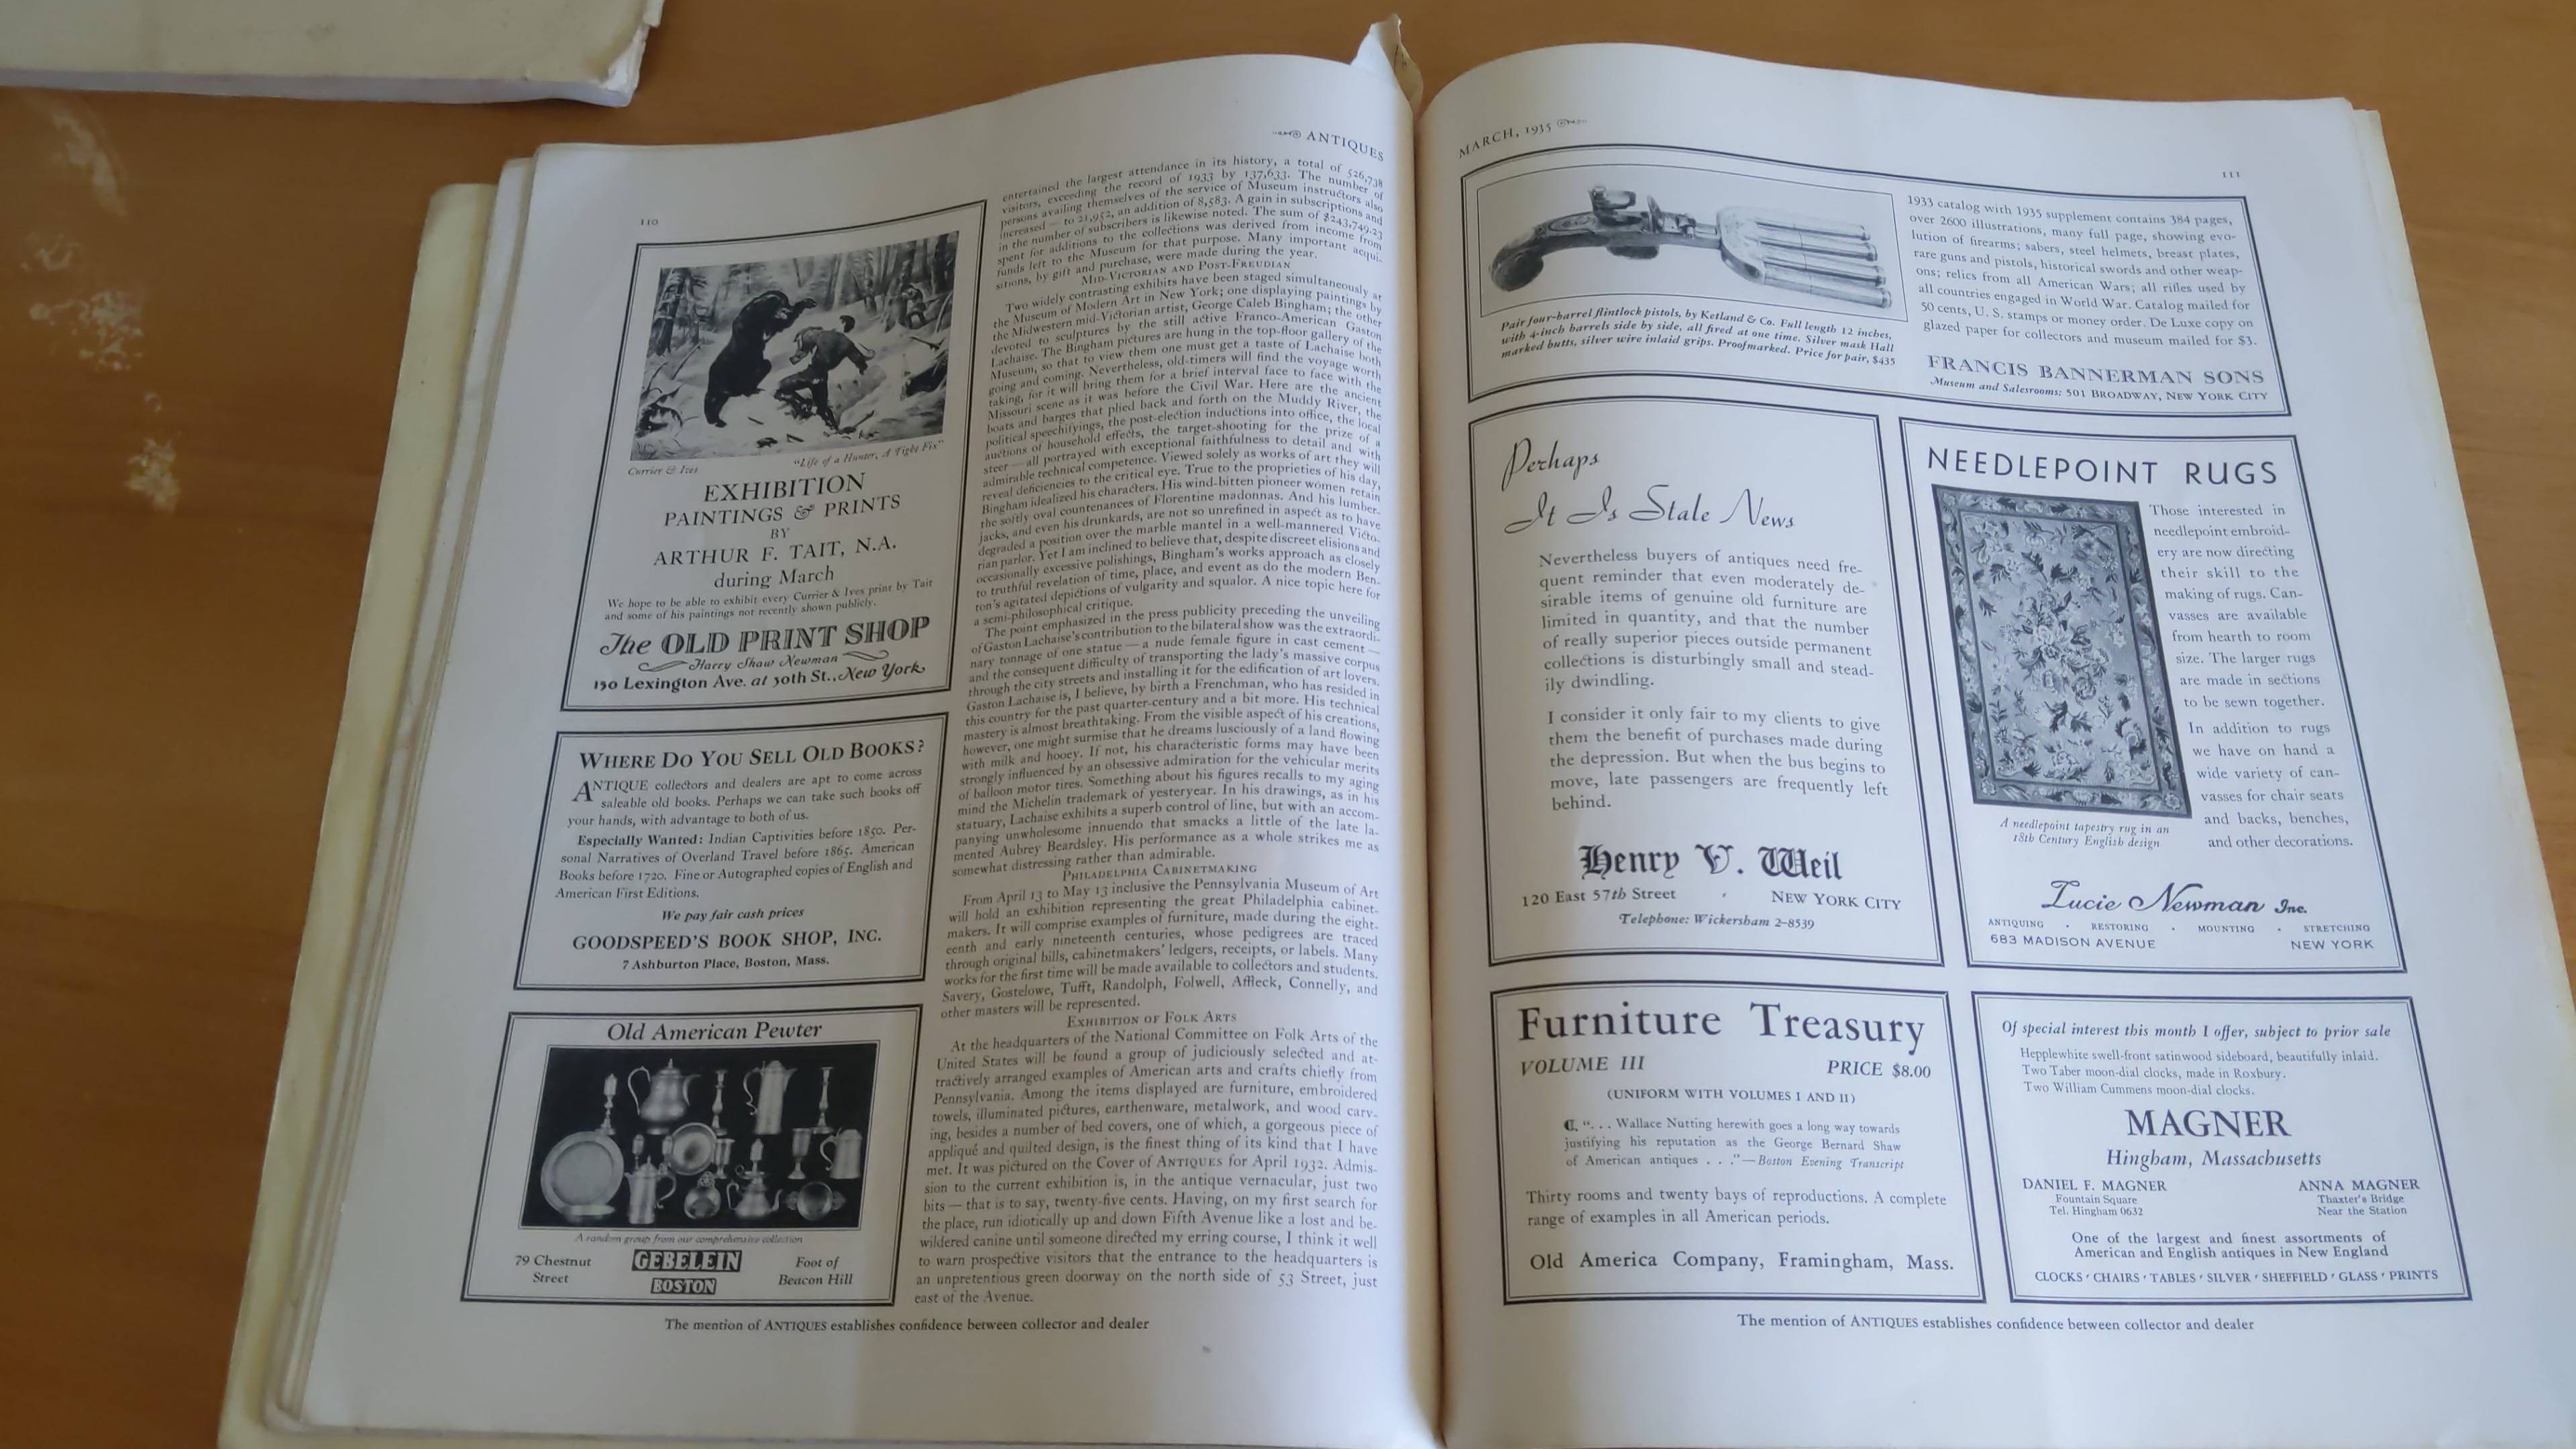 110
ANTIQUES
Currier & Ives
"Life of a Hunter, A Tight Fix"
EXHIBITION
PAINTINGS & PRINTS
BY
ARTHUR F. TAIT, N.A.
during March
We hope to be able to exhibit every Currier & Ives print by Tait
and some of his paintings not recently shown publicly.
The OLD PRINT SHOP
Harry Shaw Newman
150 Lexington Ave. at 30th St., New York
WHERE DO YOU SELL OLD BOOKS?
ANTIQUE collectors and dealers are apt to come across
saleable old books. Perhaps we can take such books off
your hands, with advantage to both of us.
Especially Wanted: Indian Captivities before 1850. Per-
sonal Narratives of Overland Travel before 1865. American
Books before 1720. Fine or Autographed copies of English and
American First Editions.
We pay fair cash prices
GOODSPEED'S BOOK SHOP, INC.
7 Ashburton Place, Boston, Mass.
Old American Pewter
A random group from our comprehensive collection
79 Chestnut
Street
GEBELEIN
BOSTON
Foot of
Beacon Hill
entertained the largest attendance in its history, a total of 526,738
visitors, exceeding the record of 1933 by 137,633. The number of
persons availing themselves of the service of Museum instructors also
increased — to 21,952, an addition of 8,583. A gain in subscriptions and
in the number of subscribers is likewise noted. The sum of $243,749.23
spent for additions to the collections was derived from income from
funds left to the Museum for that purpose. Many important acqui-
sitions, by gift and purchase, were made during the year.
MID-VICTORIAN AND POST-FREUDIAN
Two widely contrasting exhibits have been staged simultaneously at
the Museum of Modern Art in New York; one displaying paintings by
the Midwestern mid-Victorian artist, George Caleb Bingham; the other
devoted to sculptures by the still active Franco-American Gaston
Lachaise. The Bingham pictures are hung in the top-floor gallery of the
Museum, so that to view them one must get a taste of Lachaise both
going and coming. Nevertheless, old-timers will find the voyage worth
taking, for it will bring them for a brief interval face to face with the
Missouri scene as it was before the Civil War. Here are the ancient
boats and barges that plied back and forth on the Muddy River, the
political speechifyings, the post-election inductions into office, the local
auctions of household effects, the target-shooting for the prize of a
steer — all portrayed with exceptional faithfulness to detail and with
admirable technical competence. Viewed solely as works of art they will
reveal deficiencies to the critical eye. True to the proprieties of his day,
Bingham idealized his characters. His wind-bitten pioneer women retain
the softly oval countenances of Florentine madonnas. And his lumber-
jacks, and even his drunkards, are not so unrefined in aspect as to have
degraded a position over the marble mantel in a well-mannered Victo-
rian parlor. Yet I am inclined to believe that, despite discreet elisions and
occasionally excessive polishings, Bingham's works approach as closely
to truthful revelation of time, place, and event as do the modern Ben-
ton's agitated depictions of vulgarity and squalor. A nice topic here for
a semi-philosophical critique.
The point emphasized in the press publicity preceding the unveiling
of Gaston Lachaise's contribution to the bilateral show was the extraordi-
nary tonnage of one statue — a nude female figure in cast cement —
and the consequent difficulty of transporting the lady's massive corpus
through the city streets and installing it for the edification of art lovers.
Gaston Lachaise is, I believe, by birth a Frenchman, who has resided in
this country for the past quarter-century and a bit more. His technical
mastery is almost breathtaking. From the visible aspect of his creations,
however, one might surmise that he dreams lusciously of a land flowing
with milk and hooey. If not, his characteristic forms may have been
strongly influenced by an obsessive admiration for the vehicular merits
of balloon motor tires. Something about his figures recalls to my aging
mind the Michelin trademark of yesteryear. In his drawings, as in his
statuary, Lachaise exhibits a superb control of line, but with an accom-
panying unwholesome innuendo that smacks a little of the late la-
mented Aubrey Beardsley. His performance as a whole strikes me as
somewhat distressing rather than admirable.
PHILADELPHIA CABINETMAKING
From April 13 to May 13 inclusive the Pennsylvania Museum of Art
will hold an exhibition representing the great Philadelphia cabinet-
makers. It will comprise examples of furniture, made during the eight-
eenth and early nineteenth centuries, whose pedigrees are traced
through original bills, cabinetmakers' ledgers, receipts, or labels. Many
works for the first time will be made available to collectors and students.
Savery, Gostelowe, Tufft, Randolph, Folwell, Affleck, Connelly, and
other masters will be represented.
EXHIBITION OF FOLK ARTS
At the headquarters of the National Committee on Folk Arts of the
United States will be found a group of judiciously selected and at-
tractively arranged examples of American arts and crafts chiefly from
Pennsylvania. Among the items displayed are furniture, embroidered
towels, illuminated pictures, earthenware, metalwork, and wood carv-
ing, besides a number of bed covers, one of which, a gorgeous piece of
appliqué and quilted design, is the finest thing of its kind that I have
met. It was pictured on the Cover of ANTIQUES for April 1932. Admis-
sion to the current exhibition is, in the antique vernacular, just two
bits — that is to say, twenty-five cents. Having, on my first search for
the place, run idiotically up and down Fifth Avenue like a lost and be-
wildered canine until someone directed my erring course, I think it well
to warn prospective visitors that the entrance to the headquarters is
an unpretentious green doorway on the north side of 53 Street, just
east of the Avenue.
The mention of ANTIQUES establishes confidence between collector and dealer
MARCH, 1935
111
Pair four-barrel flintlock pistols, by Ketland & Co. Full length 12 inches,
with 4-inch barrels side by side, all fired at one time. Silver mask Hall
marked butts, silver wire inlaid grips. Proofmarked. Price for pair, $435
1933 catalog with 1935 supplement contains 384 pages,
over 2600 illustrations, many full page, showing evo-
lution of firearms; sabers, steel helmets, breast plates,
rare guns and pistols, historical swords and other weap-
ons; relics from all American Wars; all rifles used by
all countries engaged in World War. Catalog mailed for
50 cents, U. S. stamps or money order. De Luxe copy on
glazed paper for collectors and museum mailed for $3.
FRANCIS BANNERMAN SONS
Museum and Salesrooms: 501 BROADWAY, NEW YORK CITY
Perhaps
It Is Stale News
Nevertheless buyers of antiques need fre-
quent reminder that even moderately de-
sirable items of genuine old furniture are
limited in quantity, and that the number
of really superior pieces outside permanent
collections is disturbingly small and stead-
ily dwindling.
I consider it only fair to my clients to give
them the benefit of purchases made during
the depression. But when the bus begins to
move, late passengers are frequently left
behind.
Henry V. Weil
120 East 57th Street
NEW YORK CITY
Telephone: Wickersham 2-8539
NEEDLEPOINT RUGS
Those interested in
needlepoint embroid-
ery are now directing
their skill to the
making of rugs. Can-
vasses are available
from hearth to room
size. The larger rugs
are made in sections
to be sewn together.
In addition to rugs
we have on hand a
wide variety of can-
vasses for chair seats
and backs, benches,
and other decorations.
A needlepoint tapestry rug in an
18th Century English design
Lucie Newman Inc.
ANTIQUING · RESTORING · MOUNTING · STRETCHING
683 MADISON AVENUE
NEW YORK
Furniture Treasury
VOLUME III
PRICE $8.00
(UNIFORM WITH VOLUMES I AND II)
¶. ". . . Wallace Nutting herewith goes a long way towards
justifying his reputation as the George Bernard Shaw
of American antiques . . ."—Boston Evening Transcript
Thirty rooms and twenty bays of reproductions. A complete
range of examples in all American periods.
Old America Company, Framingham, Mass.
Of special interest this month I offer, subject to prior sale
Hepplewhite swell-front satinwood sideboard, beautifully inlaid.
Two Taber moon-dial clocks, made in Roxbury.
Two William Cummens moon-dial clocks.
MAGNER
Hingham, Massachusetts
DANIEL F. MAGNER
Fountain Square
Tel. Hingham 0632
ANNA MAGNER
Thaxter's Bridge
Near the Station
One of the largest and finest assortments of
American and English antiques in New England
CLOCKS · CHAIRS · TABLES · SILVER · SHEFFIELD · GLASS · PRINTS
The mention of ANTIQUES establishes confidence between collector and dealer